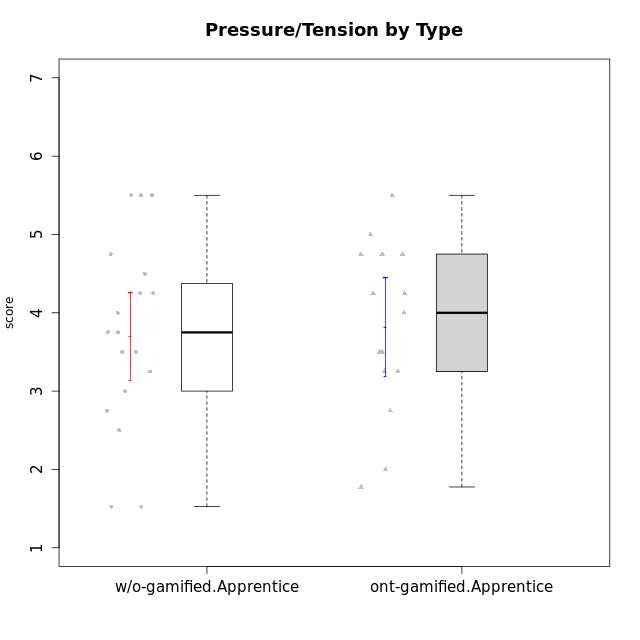 Pressure/Tension by Type
7
6
5
4
3
2
1
score
w/o-gamified.Apprentice
ont-gamified.Apprentice